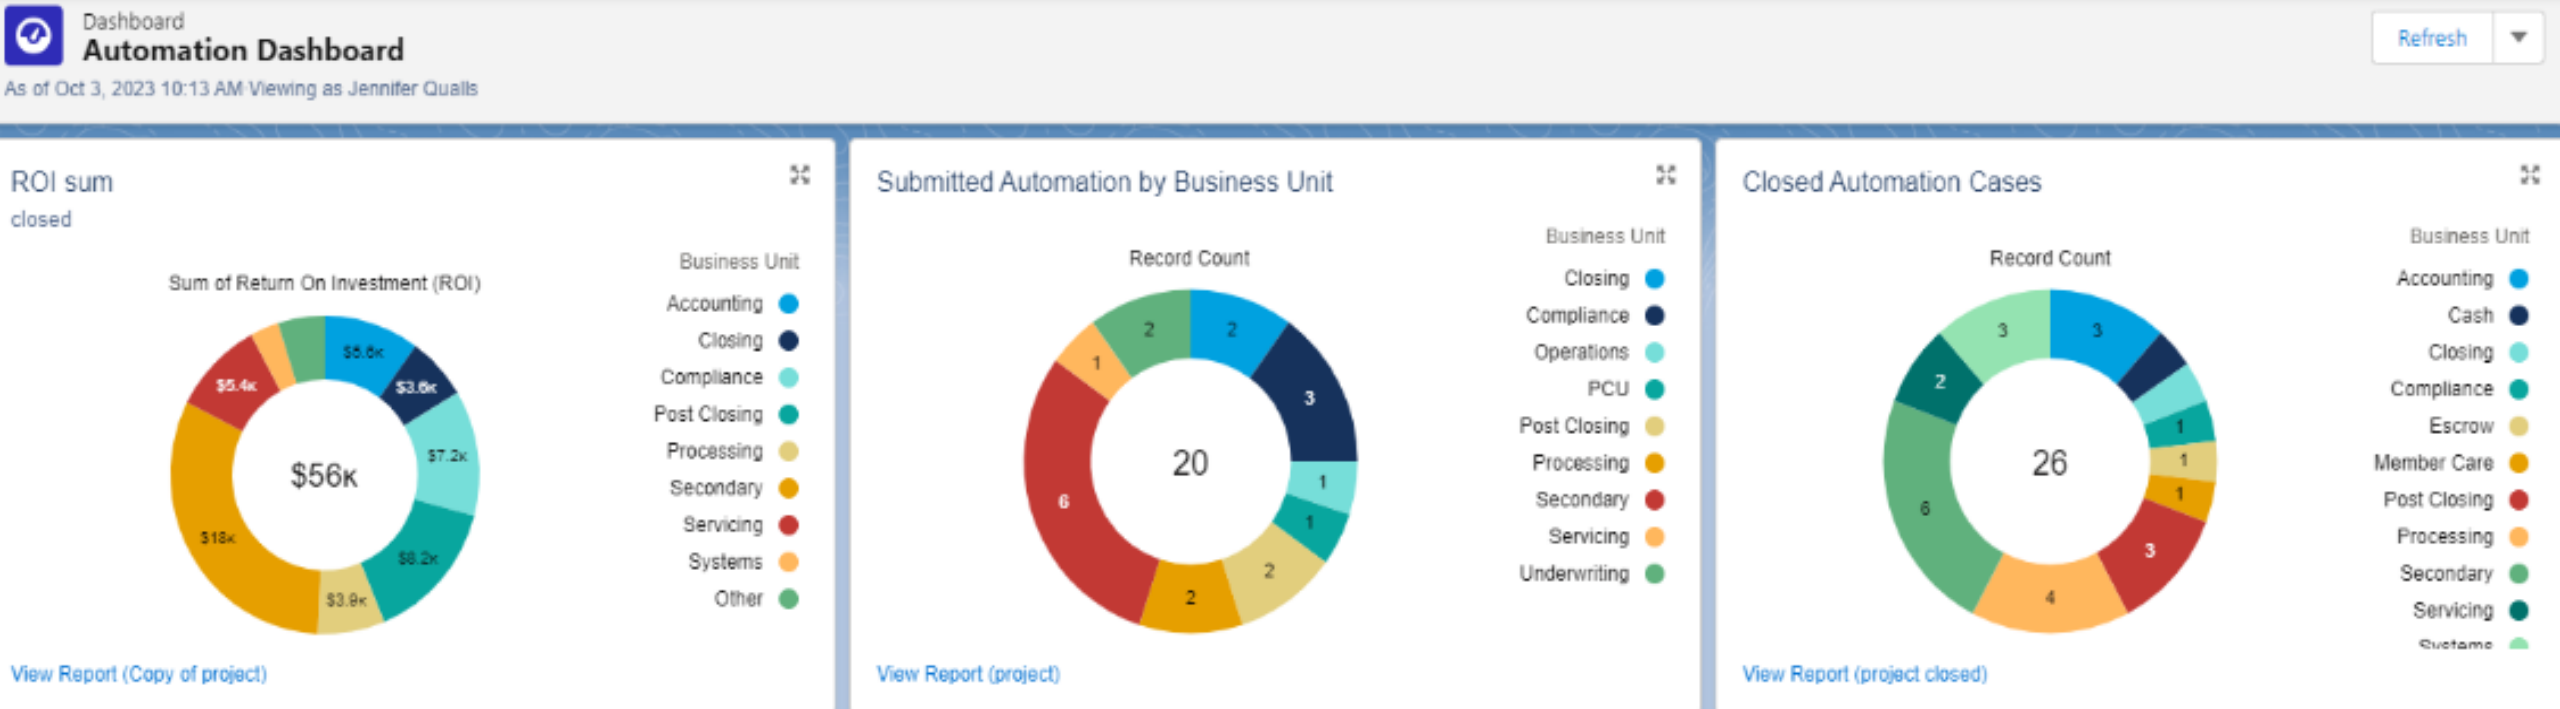 Dashboard
Automation Dashboard
As of Oct 3, 2023 10:13 AM·Viewing as Jennifer Qualls
Refresh
ROI sum
closed
Sum of Return On Investment (ROI)
$3.6K
$7.2K
$3.9K
$18K
$5.4K
$56K
Business Unit
Accounting
Closing
Compliance
Post Closing
Processing
Secondary
Servicing
Systems
Other
View Report (Copy of project)
Submitted Automation by Business Unit
Record Count
2
3
1
1
2
2
6
1
2
20
Business Unit
Closing
Compliance
Operations
PCU
Post Closing
Processing
Secondary
Servicing
Underwriting
View Report (project)
Closed Automation Cases
Record Count
3
1
1
1
3
4
6
2
3
26
Business Unit
Accounting
Cash
Closing
Compliance
Escrow
Member Care
Post Closing
Processing
Secondary
Servicing
Systems
View Report (project closed)